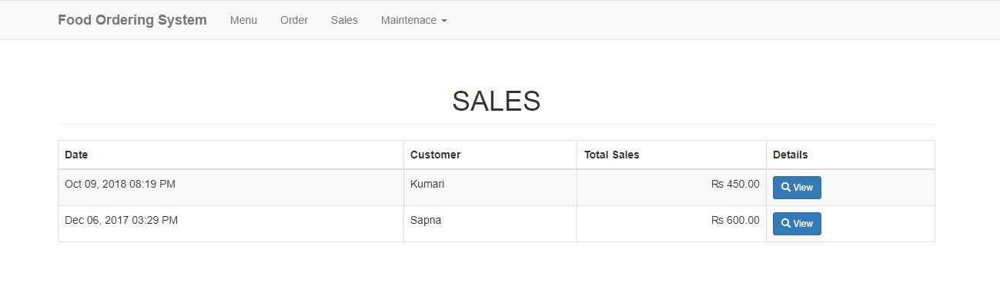 Food Ordering System Menu Order Sales Maintenace
SALES
Date Customer Total Sales Details
Oct 09, 2018 08:19 PM Kumari Rs 450.00 View
Dec 06, 2017 03:29 PM Sapna Rs 600.00 View